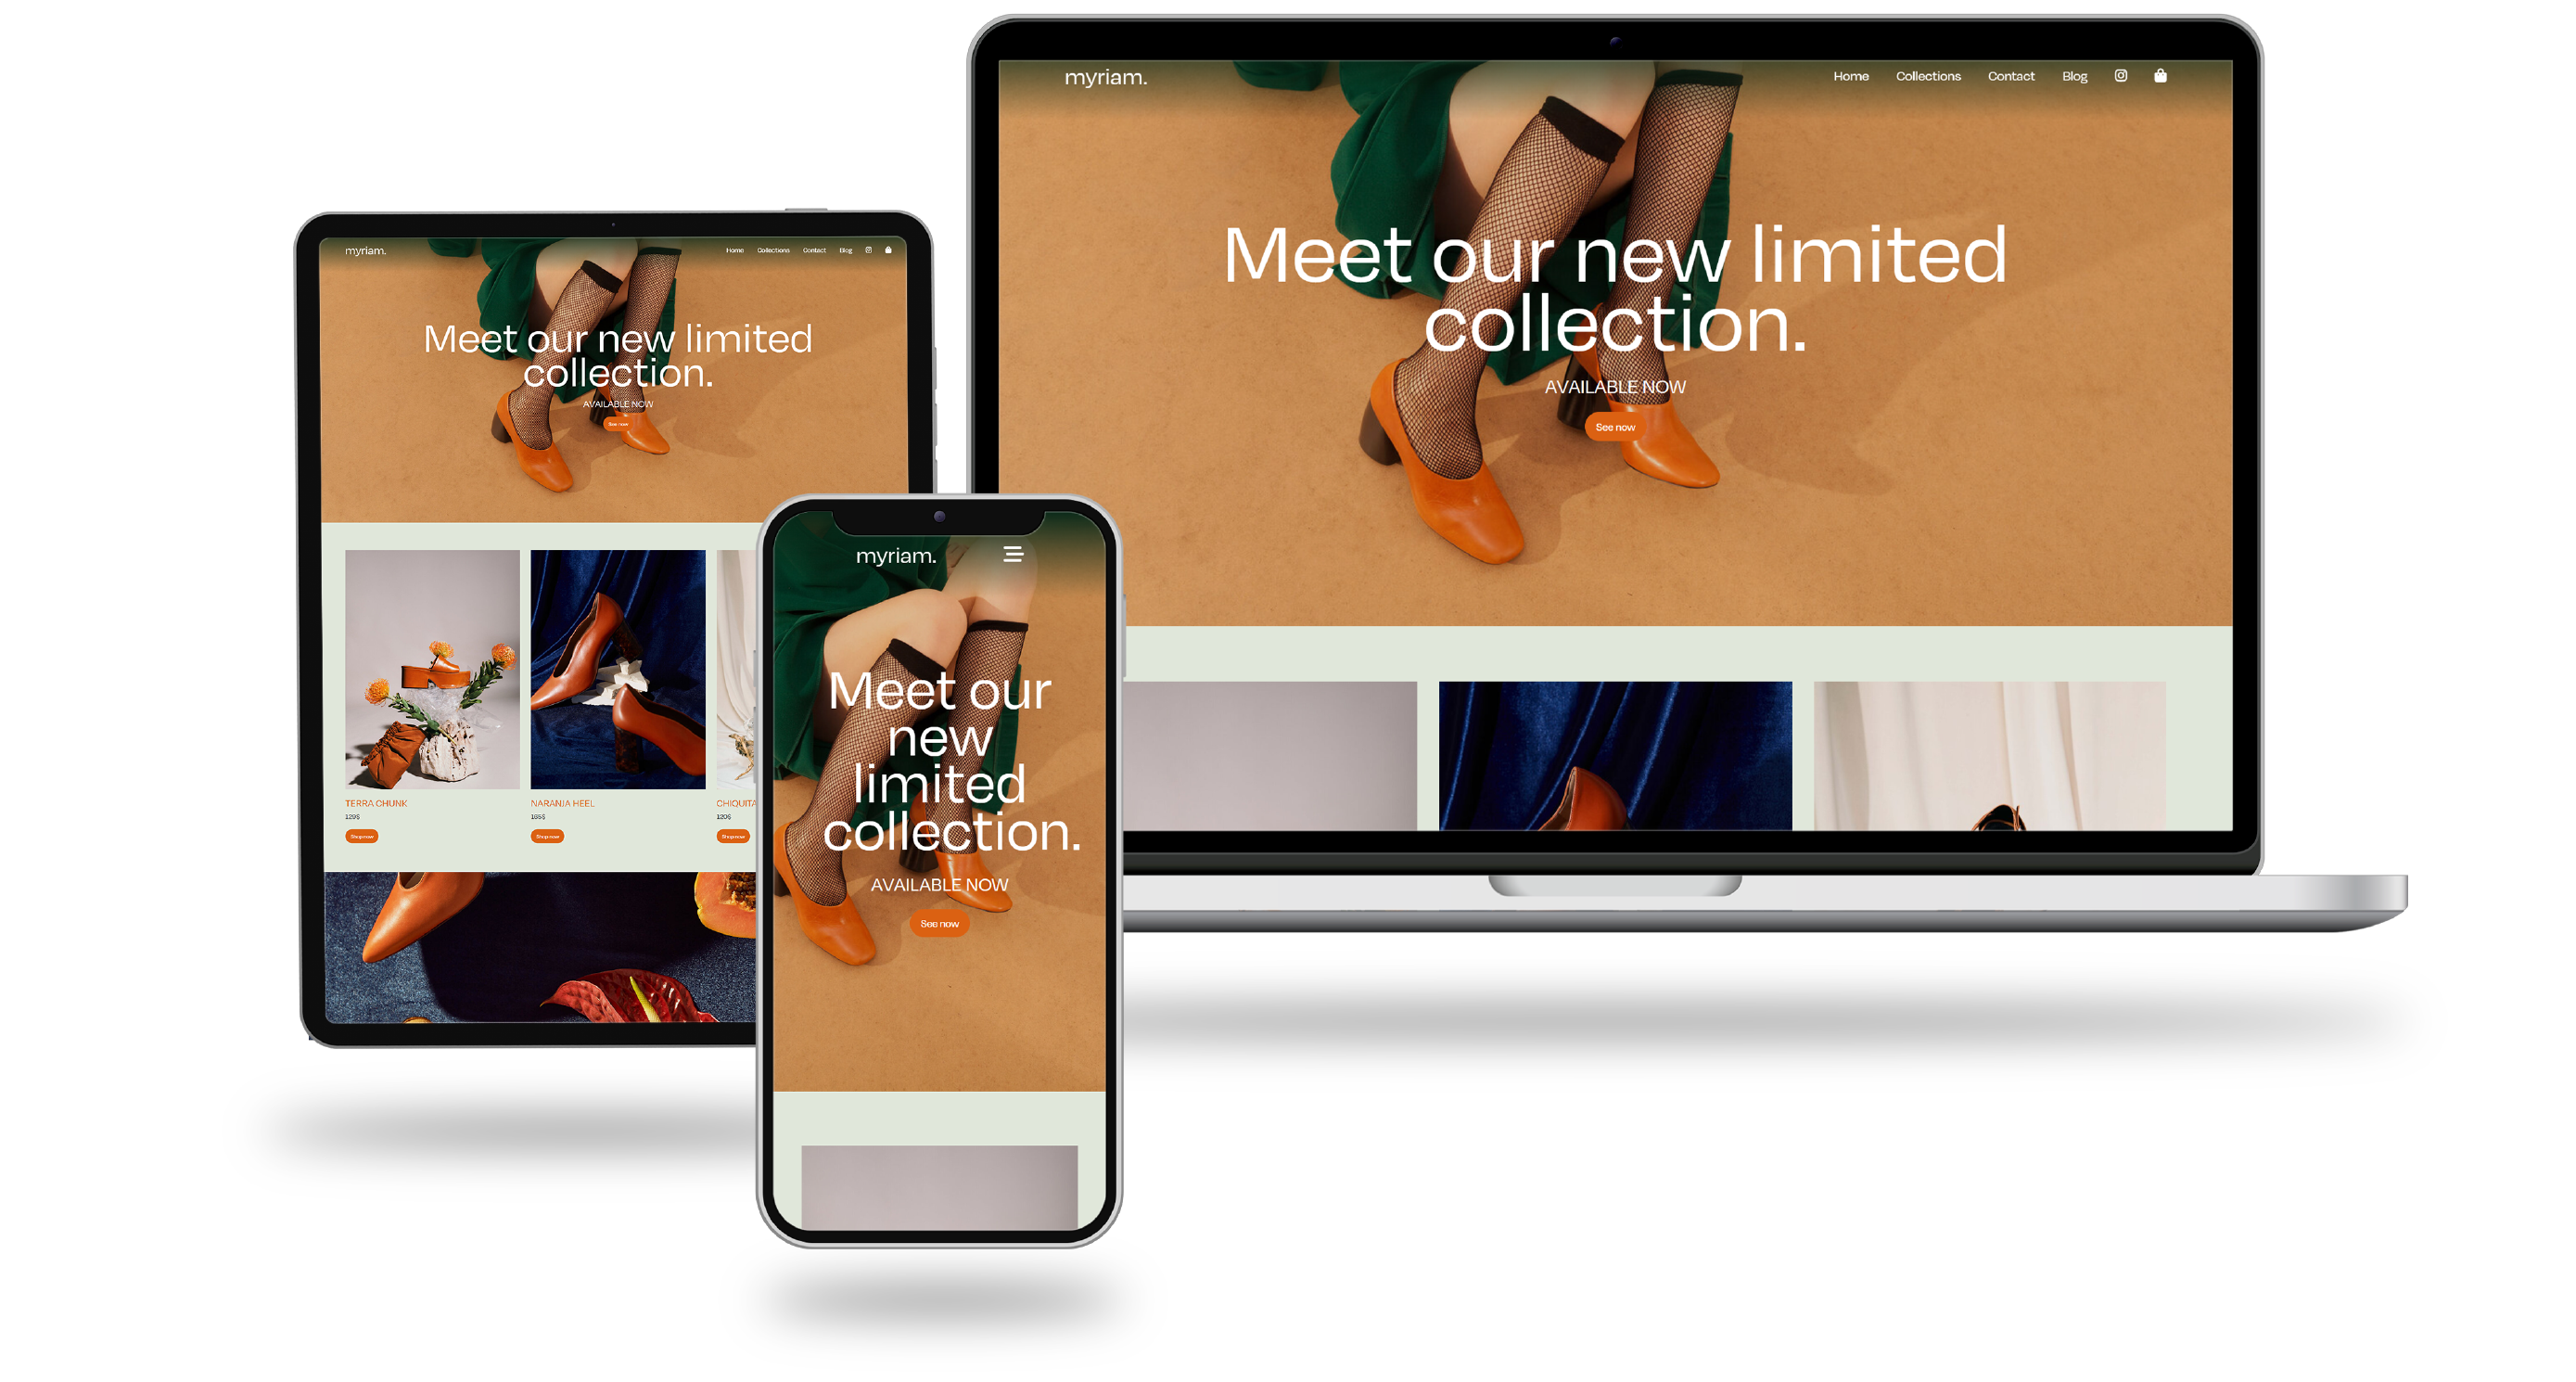 myriam.
Home Collections Contact Blog
Meet our new limited
collection.
AVAILABLE NOW
See now
myriam.
Home Collections Contact Blog
Meet our new limited
collection.
AVAILABLE NOW
See now
TERRA CHUNK
129$
Shop now
NARANJA HEEL
165$
Shop now
CHIQUITA
120$
Shop now
myriam.
Meet our
new
limited
collection.
AVAILABLE NOW
See now